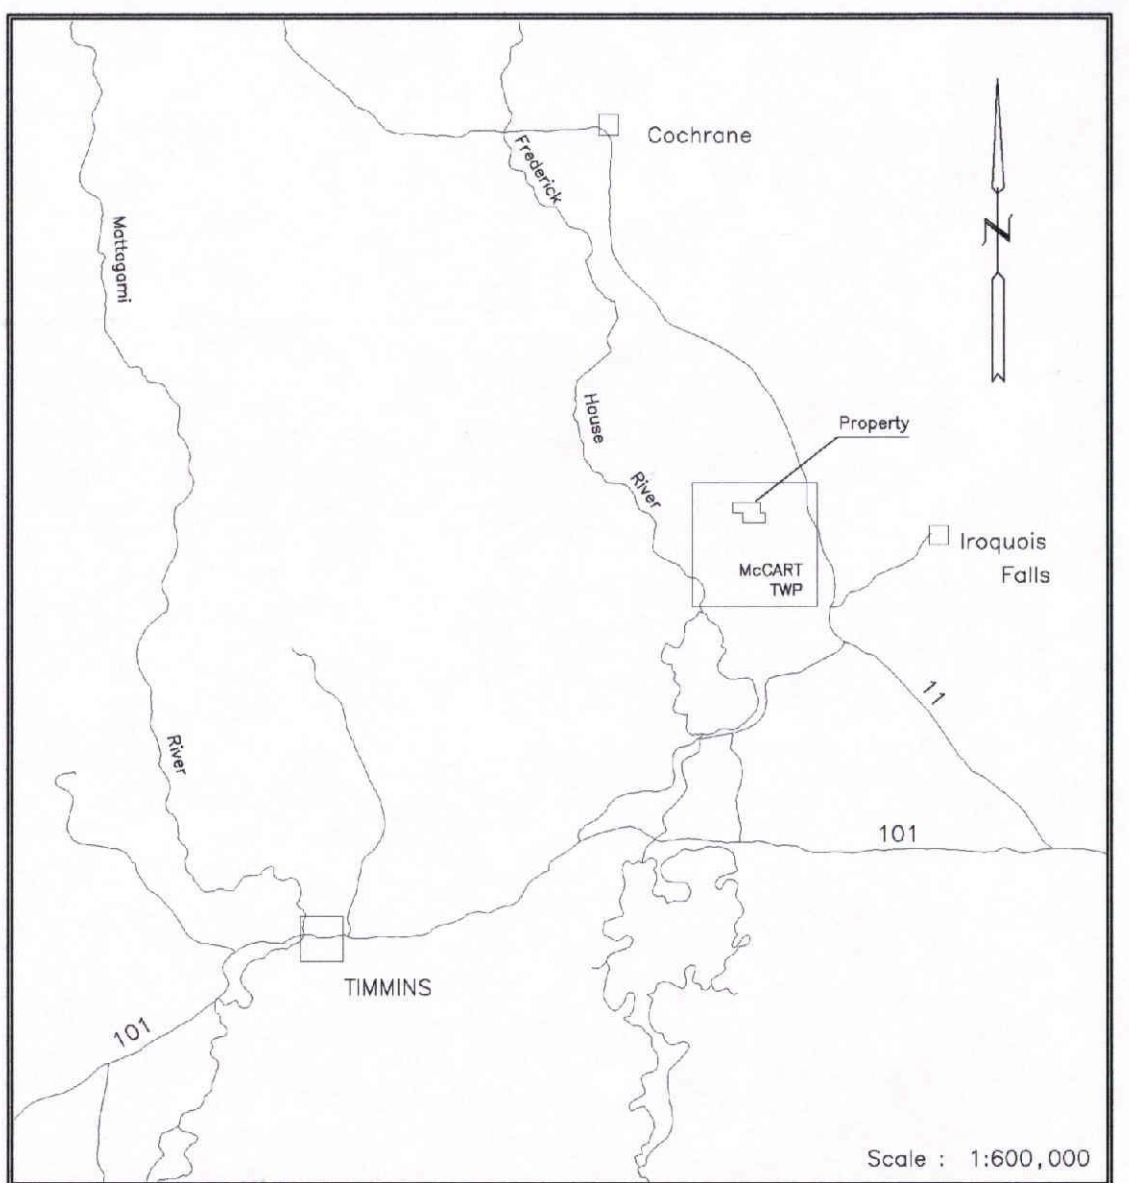 Cochrane
Frederick
N
Mattagami
House
Property
River
Iroquois
Falls
McCART
TWP
11
River
101
TIMMINS
101
Scale : 1:600,000